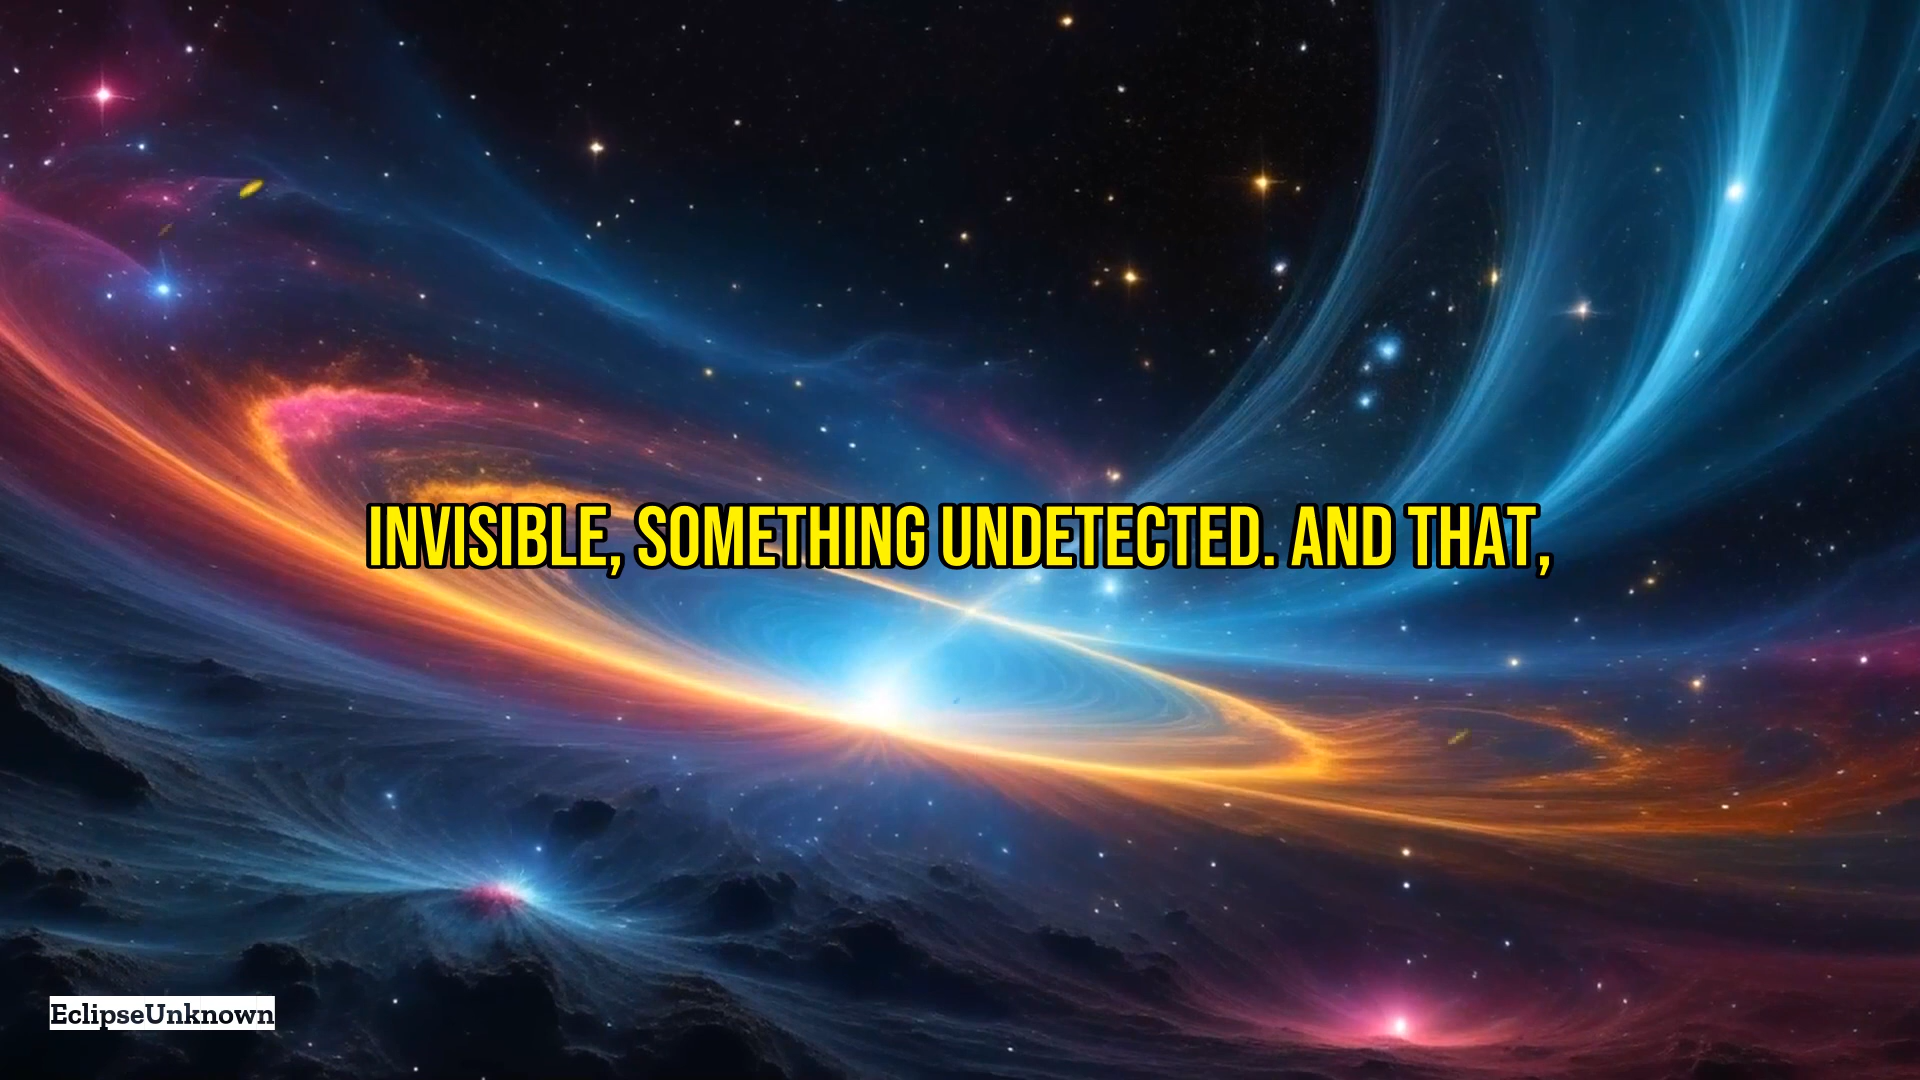 INVISIBLE, SOMETHING UNDETECTED. AND THAT,
EclipseUnknown